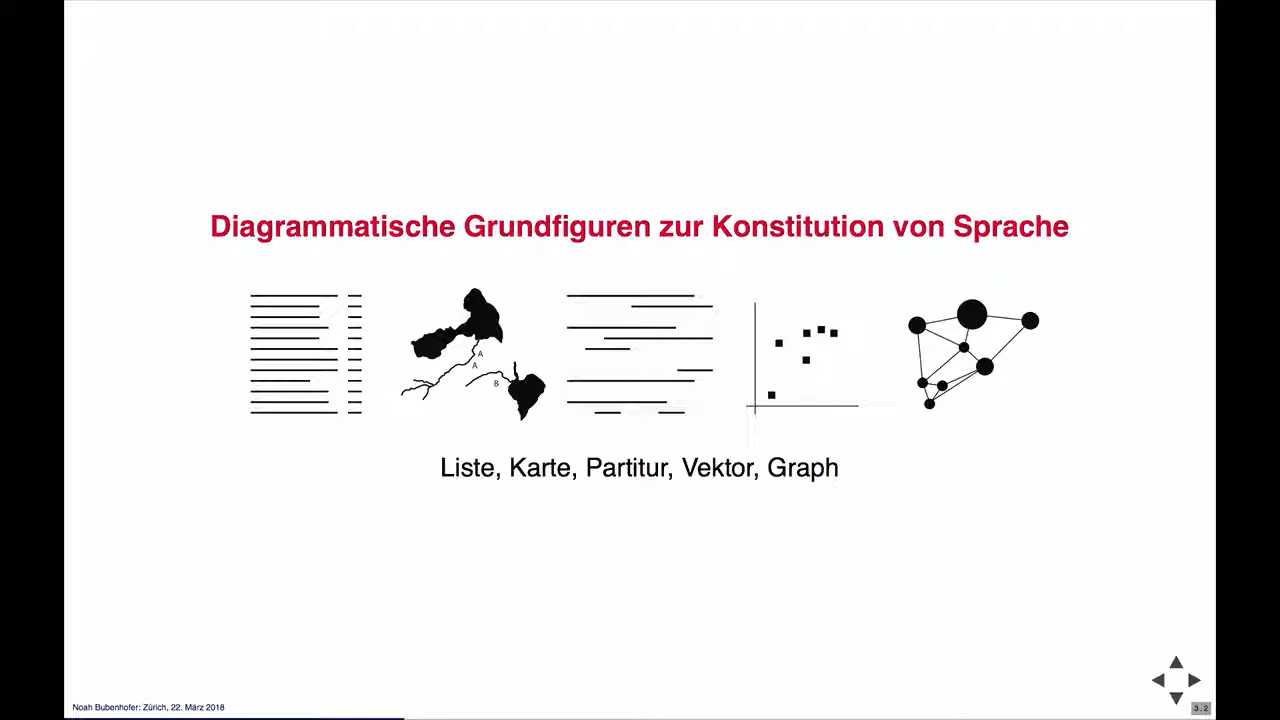 Diagrammatische Grundfiguren zur Konstitution von Sprache
A
A
B
Liste, Karte, Partitur, Vektor, Graph
Noah Bubenhofer: Zürich, 22. März 2018
3 / 2